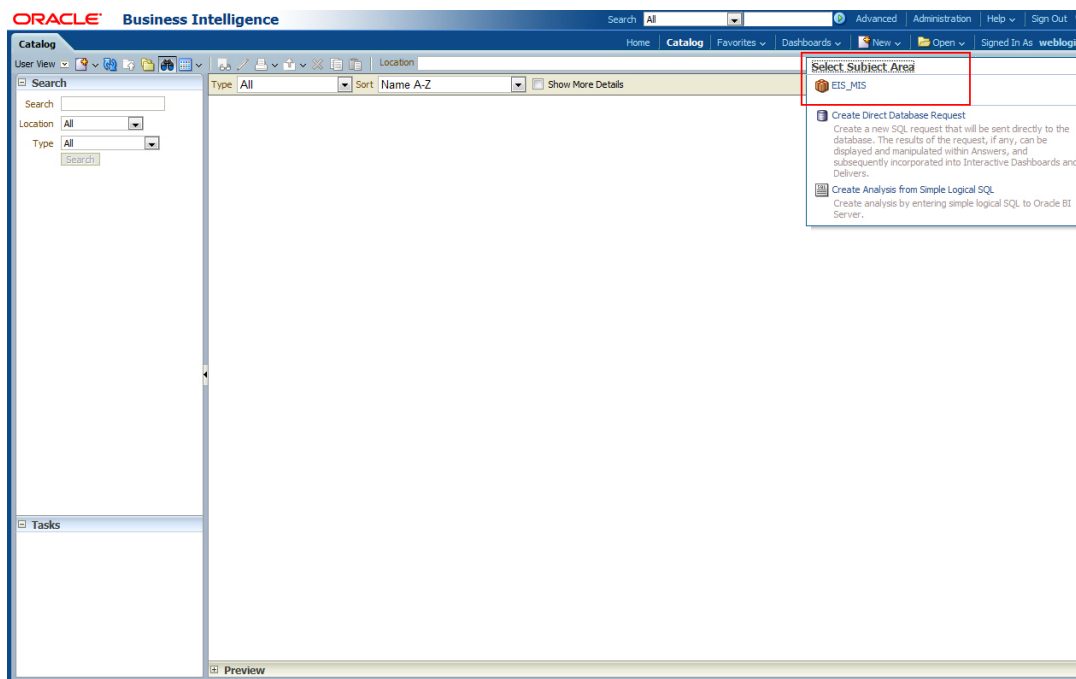 ORACLE Business Intelligence
Search All Advanced Administration Help Sign Out
Catalog
Home Catalog Favorites Dashboards New Open Signed In As weblogi
User View
Location
Search
Type All Sort Name A-Z Show More Details
Search
Location All
Type All
Search
Select Subject Area
EIS_MIS
Create Direct Database Request
Create a new SQL request that will be sent directly to the
database. The results of the request, if any, can be
displayed and manipulated within Answers, and
subsequently incorporated into Interactive Dashboards and
Delivers.
Create Analysis from Simple Logical SQL
Create analysis by entering simple logical SQL to Oracle BI
Server.
Tasks
Preview